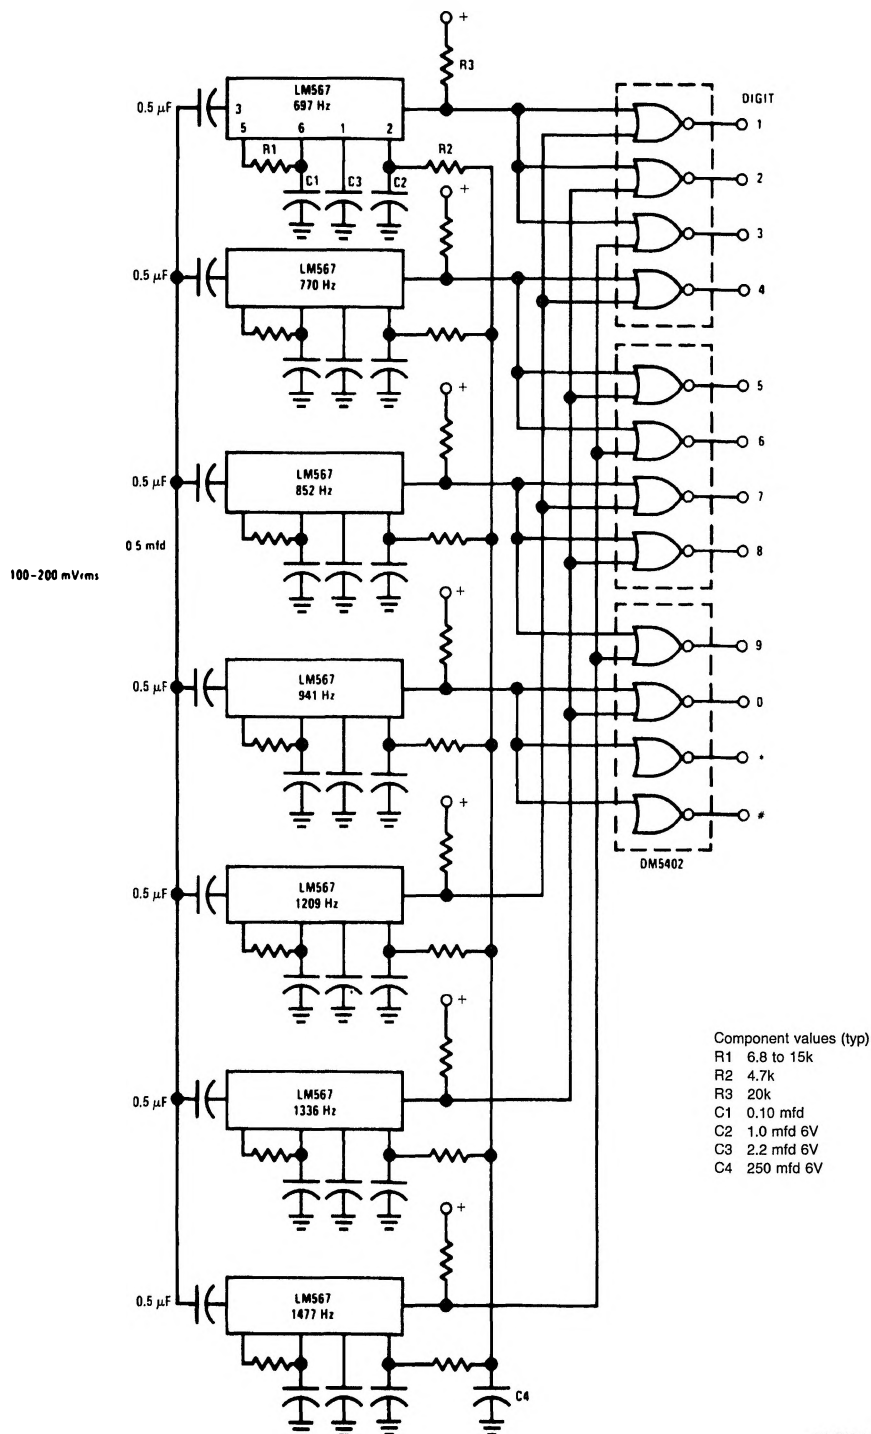 +
R3
0.5 µF
LM567
697 Hz
3
5
6
1
2
R1
R2
C1
C3
C2
+
DIGIT
1
2
3
4
0.5 µF
LM567
770 Hz
+
5
6
7
8
0.5 µF
LM567
852 Hz
0 5 mfd
100-200 mVrms
+
9
0
•
#
DM5402
0.5 µF
LM567
941 Hz
+
0.5 µF
LM567
1209 Hz
+
0.5 µF
LM567
1336 Hz
Component values (typ)
R1 6.8 to 15k
R2 4.7k
R3 20k
C1 0.10 mfd
C2 1.0 mfd 6V
C3 2.2 mfd 6V
C4 250 mfd 6V
+
0.5 µF
LM567
1477 Hz
C4